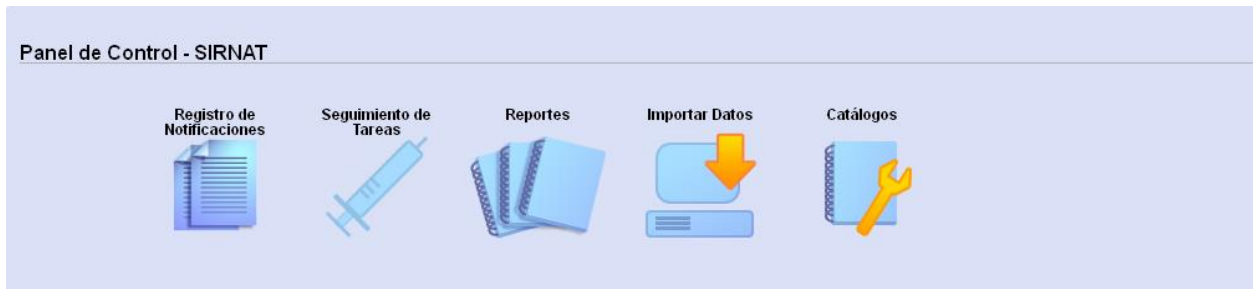 Panel de Control - SIRNAT
Registro de
Notificaciones
Seguimiento de
Tareas
Reportes
Importar Datos
Catálogos